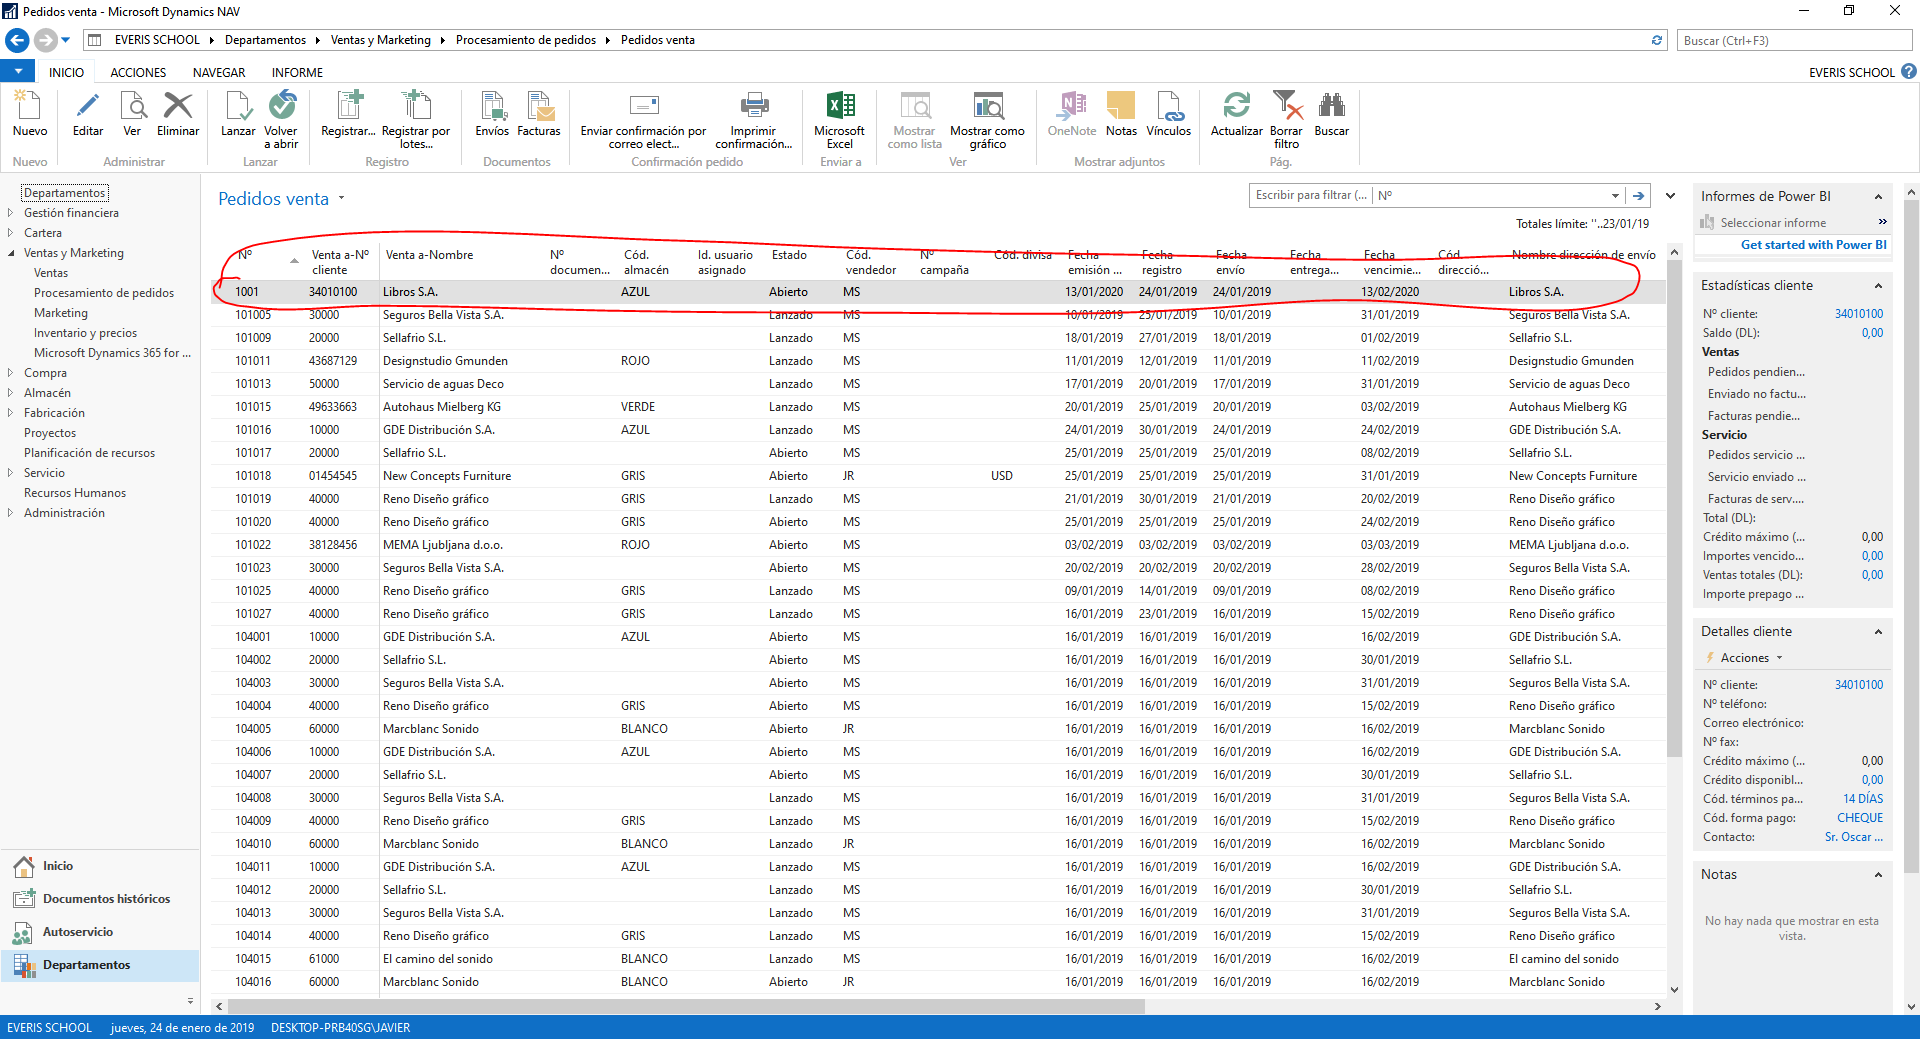 Pedidos venta - Microsoft Dynamics NAV
EVERIS SCHOOL Departamentos Ventas y Marketing Procesamiento de pedidos Pedidos venta
Buscar (Ctrl+F3)
INICIO ACCIONES NAVEGAR INFORME
EVERIS SCHOOL
Nuevo Editar Ver Eliminar Lanzar Volver a abrir Registrar... Registrar por lotes... Envíos Facturas Enviar confirmación por correo elect... Imprimir confirmación... Microsoft Excel Mostrar como lista Mostrar como gráfico OneNote Notas Vínculos Actualizar Borrar filtro Buscar
Nuevo Administrar Lanzar Registro Documentos Confirmación pedido Enviar a Ver Mostrar adjuntos Pág.
Departamentos
Gestión financiera
Cartera
Ventas y Marketing
Ventas
Procesamiento de pedidos
Marketing
Inventario y precios
Microsoft Dynamics 365 for ...
Compra
Almacén
Fabricación
Proyectos
Planificación de recursos
Servicio
Recursos Humanos
Administración
Inicio
Documentos históricos
Autoservicio
Departamentos
Pedidos venta
Escribir para filtrar (... Nº
Totales límite: ''..23/01/19
Nº Venta a-Nº cliente Venta a-Nombre Nº documen... Cód. almacén Id. usuario asignado Estado Cód. vendedor Nº campaña Cód. divisa Fecha emisión ... Fecha registro Fecha envío Fecha entrega... Fecha vencimie... Cód. direcció... Nombre dirección de envío
1001 34010100 Libros S.A. AZUL Abierto MS 13/01/2020 24/01/2019 24/01/2019 13/02/2020 Libros S.A.
101005 30000 Seguros Bella Vista S.A. Lanzado MS 10/01/2019 25/01/2019 10/01/2019 31/01/2019 Seguros Bella Vista S.A.
101009 20000 Sellafrio S.L. Lanzado MS 18/01/2019 27/01/2019 18/01/2019 01/02/2019 Sellafrio S.L.
101011 43687129 Designstudio Gmunden ROJO Lanzado MS 11/01/2019 12/01/2019 11/01/2019 11/02/2019 Designstudio Gmunden
101013 50000 Servicio de aguas Deco Lanzado MS 17/01/2019 20/01/2019 17/01/2019 31/01/2019 Servicio de aguas Deco
101015 49633663 Autohaus Mielberg KG VERDE Lanzado MS 20/01/2019 25/01/2019 20/01/2019 03/02/2019 Autohaus Mielberg KG
101016 10000 GDE Distribución S.A. AZUL Lanzado MS 24/01/2019 30/01/2019 24/01/2019 24/02/2019 GDE Distribución S.A.
101017 20000 Sellafrio S.L. Abierto MS 25/01/2019 25/01/2019 25/01/2019 08/02/2019 Sellafrio S.L.
101018 01454545 New Concepts Furniture GRIS Abierto JR USD 25/01/2019 25/01/2019 25/01/2019 31/01/2019 New Concepts Furniture
101019 40000 Reno Diseño gráfico GRIS Lanzado MS 21/01/2019 30/01/2019 21/01/2019 20/02/2019 Reno Diseño gráfico
101020 40000 Reno Diseño gráfico GRIS Abierto MS 25/01/2019 25/01/2019 25/01/2019 24/02/2019 Reno Diseño gráfico
101022 38128456 MEMA Ljubljana d.o.o. ROJO Abierto MS 03/02/2019 03/02/2019 03/02/2019 03/03/2019 MEMA Ljubljana d.o.o.
101023 30000 Seguros Bella Vista S.A. Abierto MS 20/02/2019 20/02/2019 20/02/2019 28/02/2019 Seguros Bella Vista S.A.
101025 40000 Reno Diseño gráfico GRIS Lanzado MS 09/01/2019 14/01/2019 09/01/2019 08/02/2019 Reno Diseño gráfico
101027 40000 Reno Diseño gráfico GRIS Lanzado MS 16/01/2019 23/01/2019 16/01/2019 15/02/2019 Reno Diseño gráfico
104001 10000 GDE Distribución S.A. AZUL Abierto MS 16/01/2019 16/01/2019 16/01/2019 16/02/2019 GDE Distribución S.A.
104002 20000 Sellafrio S.L. Abierto MS 16/01/2019 16/01/2019 16/01/2019 30/01/2019 Sellafrio S.L.
104003 30000 Seguros Bella Vista S.A. Abierto MS 16/01/2019 16/01/2019 16/01/2019 31/01/2019 Seguros Bella Vista S.A.
104004 40000 Reno Diseño gráfico GRIS Abierto MS 16/01/2019 16/01/2019 16/01/2019 15/02/2019 Reno Diseño gráfico
104005 60000 Marcblanc Sonido BLANCO Abierto JR 16/01/2019 16/01/2019 16/01/2019 16/02/2019 Marcblanc Sonido
104006 10000 GDE Distribución S.A. AZUL Abierto MS 16/01/2019 16/01/2019 16/01/2019 16/02/2019 GDE Distribución S.A.
104007 20000 Sellafrio S.L. Abierto MS 16/01/2019 16/01/2019 16/01/2019 30/01/2019 Sellafrio S.L.
104008 30000 Seguros Bella Vista S.A. Lanzado MS 16/01/2019 16/01/2019 16/01/2019 31/01/2019 Seguros Bella Vista S.A.
104009 40000 Reno Diseño gráfico GRIS Lanzado MS 16/01/2019 16/01/2019 16/01/2019 15/02/2019 Reno Diseño gráfico
104010 60000 Marcblanc Sonido BLANCO Lanzado JR 16/01/2019 16/01/2019 16/01/2019 16/02/2019 Marcblanc Sonido
104011 10000 GDE Distribución S.A. AZUL Lanzado MS 16/01/2019 16/01/2019 16/01/2019 16/02/2019 GDE Distribución S.A.
104012 20000 Sellafrio S.L. Lanzado MS 16/01/2019 16/01/2019 16/01/2019 30/01/2019 Sellafrio S.L.
104013 30000 Seguros Bella Vista S.A. Lanzado MS 16/01/2019 16/01/2019 16/01/2019 31/01/2019 Seguros Bella Vista S.A.
104014 40000 Reno Diseño gráfico GRIS Lanzado MS 16/01/2019 16/01/2019 16/01/2019 15/02/2019 Reno Diseño gráfico
104015 61000 El camino del sonido BLANCO Lanzado MS 16/01/2019 16/01/2019 16/01/2019 16/02/2019 El camino del sonido
104016 60000 Marcblanc Sonido BLANCO Abierto JR 16/01/2019 16/01/2019 16/01/2019 16/02/2019 Marcblanc Sonido
Informes de Power BI
Seleccionar informe
Get started with Power BI
Estadísticas cliente
Nº cliente: 34010100
Saldo (DL): 0,00
Ventas
Pedidos pendien...
Enviado no factu...
Facturas pendie...
Servicio
Pedidos servicio ...
Servicio enviado ...
Facturas de serv....
Total (DL):
Crédito máximo (... 0,00
Importes vencido... 0,00
Ventas totales (DL): 0,00
Importe prepago ...
Detalles cliente
Acciones
Nº cliente: 34010100
Nº teléfono:
Correo electrónico:
Nº fax:
Crédito máximo (... 0,00
Crédito disponibl... 0,00
Cód. términos pa... 14 DÍAS
Cód. forma pago: CHEQUE
Contacto: Sr. Oscar ...
Notas
No hay nada que mostrar en esta
vista.
EVERIS SCHOOL jueves, 24 de enero de 2019 DESKTOP-PRB40SG\JAVIER